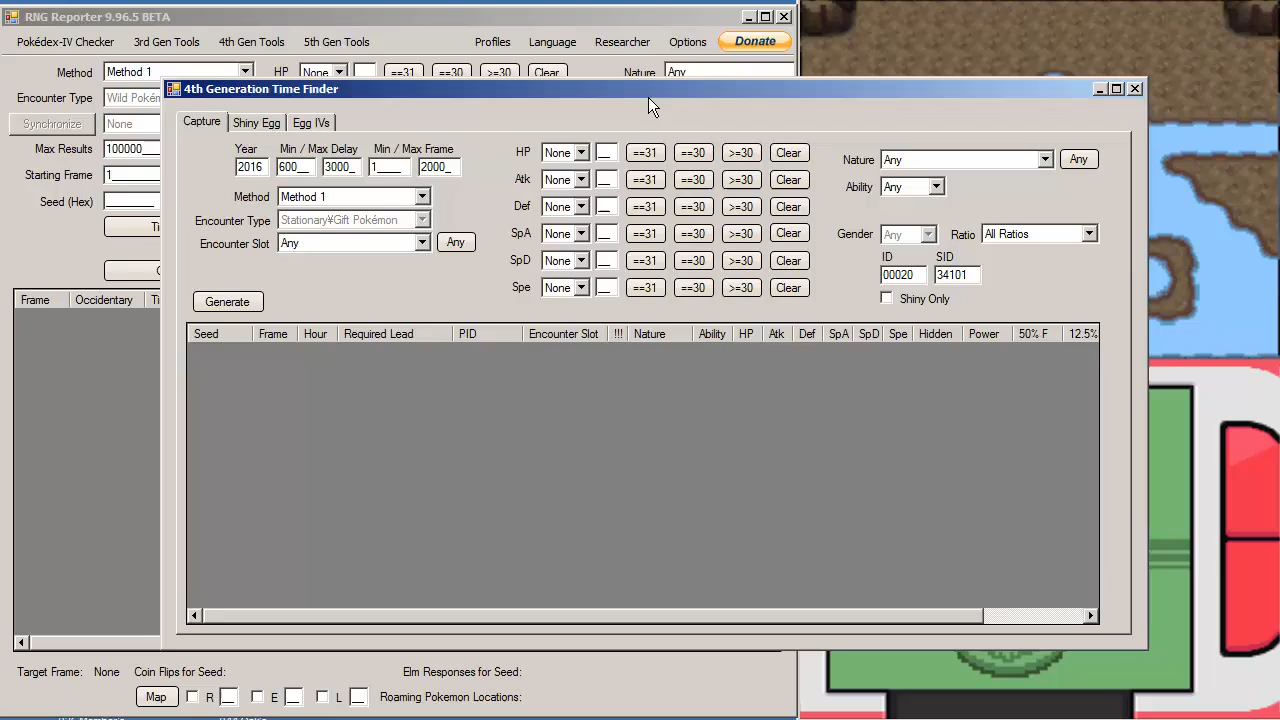 RNG Reporter 9.96.5 BETA
Pokédex-IV Checker 3rd Gen Tools 4th Gen Tools 5th Gen Tools Profiles Language Researcher Options Donate
Method Method 1 HP None ==31 ==30 >=30 Clear Nature Any
Encounter Type Wild Pokén
Synchronize None
Max Results 100000
Starting Frame 1
Seed (Hex)
Frame Occidentary
4th Generation Time Finder
Capture Shiny Egg Egg IVs
Year Min / Max Delay Min / Max Frame
2016 600 3000 1 2000
Method Method 1
Encounter Type Stationary¥Gift Pokémon
Encounter Slot Any Any
Generate
HP None ==31 ==30 >=30 Clear
Atk None ==31 ==30 >=30 Clear
Def None ==31 ==30 >=30 Clear
SpA None ==31 ==30 >=30 Clear
SpD None ==31 ==30 >=30 Clear
Spe None ==31 ==30 >=30 Clear
Nature Any Any
Ability Any
Gender Any Ratio All Ratios
ID SID
00020 34101
Shiny Only
Seed Frame Hour Required Lead PID Encounter Slot !!! Nature Ability HP Atk Def SpA SpD Spe Hidden Power 50% F 12.5%
Target Frame: None Coin Flips for Seed: Elm Responses for Seed:
Map R E L Roaming Pokemon Locations: